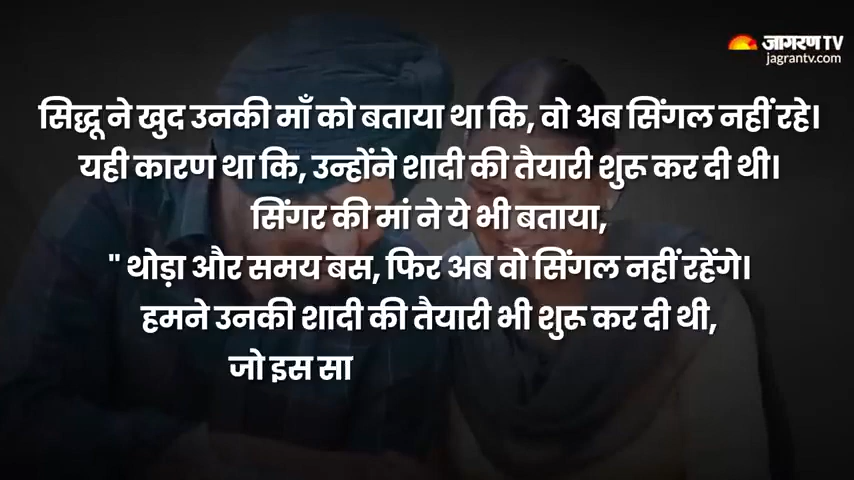 जागरण TV
jagrantv.com
सिद्धू ने खुद उनकी माँ को बताया था कि, वो अब सिंगल नहीं रहे।
यही कारण था कि, उन्होंने शादी की तैयारी शुरू कर दी थी।
सिंगर की मां ने ये भी बताया,
" थोड़ा और समय बस, फिर अब वो सिंगल नहीं रहेंगे।
हमने उनकी शादी की तैयारी भी शुरू कर दी थी,
जो इस सा